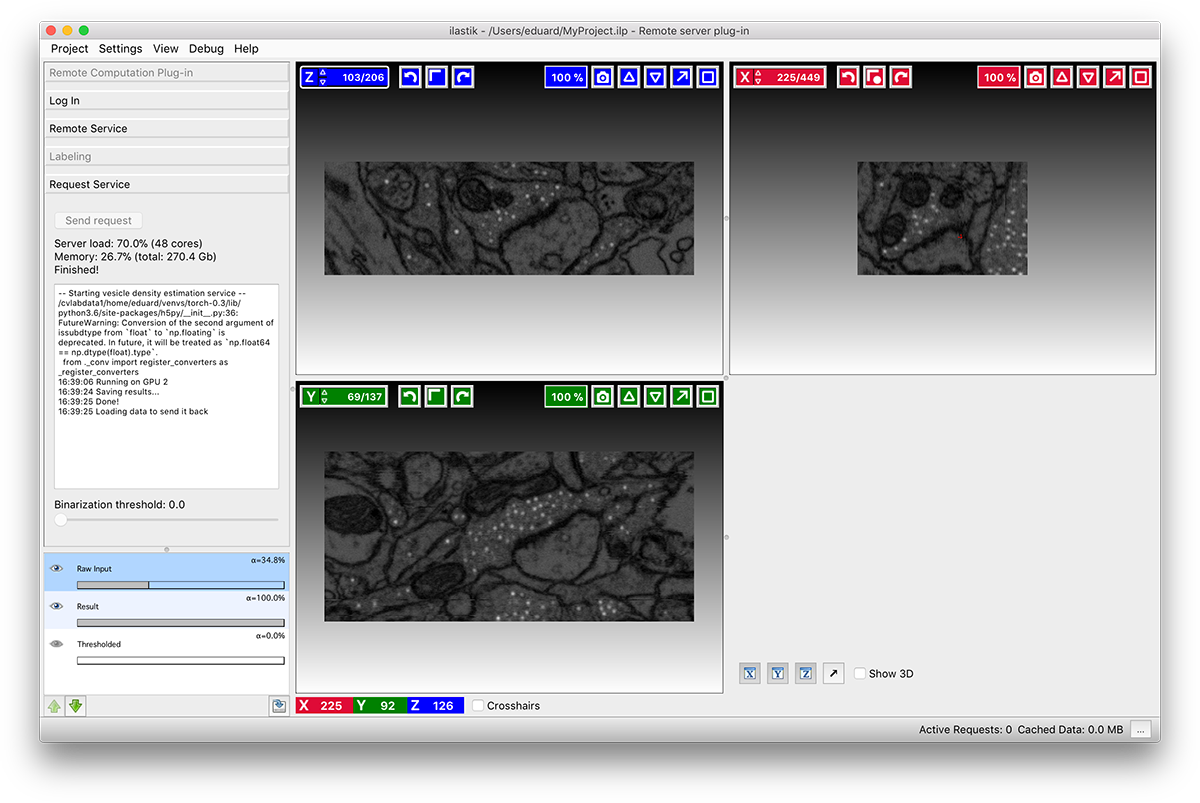 ilastik - /Users/eduard/MyProject.ilp - Remote server plug-in
Project Settings View Debug Help
Remote Computation Plug-in
Log In
Remote Service
Labeling
Request Service
Send request
Server load: 70.0% (48 cores)
Memory: 26.7% (total: 270.4 Gb)
Finished!
-- Starting vesicle density estimation service --
/cvlabdata1/home/eduard/venvs/torch-0.3/lib/
python3.6/site-packages/h5py/__init__.py:36:
FutureWarning: Conversion of the second argument of
issubdtype from `float` to `np.floating` is
deprecated. In future, it will be treated as `np.float64
== np.dtype(float).type`.
from ._conv import register_converters as
_register_converters
16:39:06 Running on GPU 2
16:39:24 Saving results...
16:39:25 Done!
16:39:25 Loading data to send it back
Binarization threshold: 0.0
α=34.8%
Raw Input
α=100.0%
Result
α=0.0%
Thresholded
Z 103/206 100 %
X 225/449 100 %
Y 69/137 100 %
X Y Z Show 3D
X 225 Y 92 Z 126 Crosshairs
Active Requests: 0 Cached Data: 0.0 MB ...